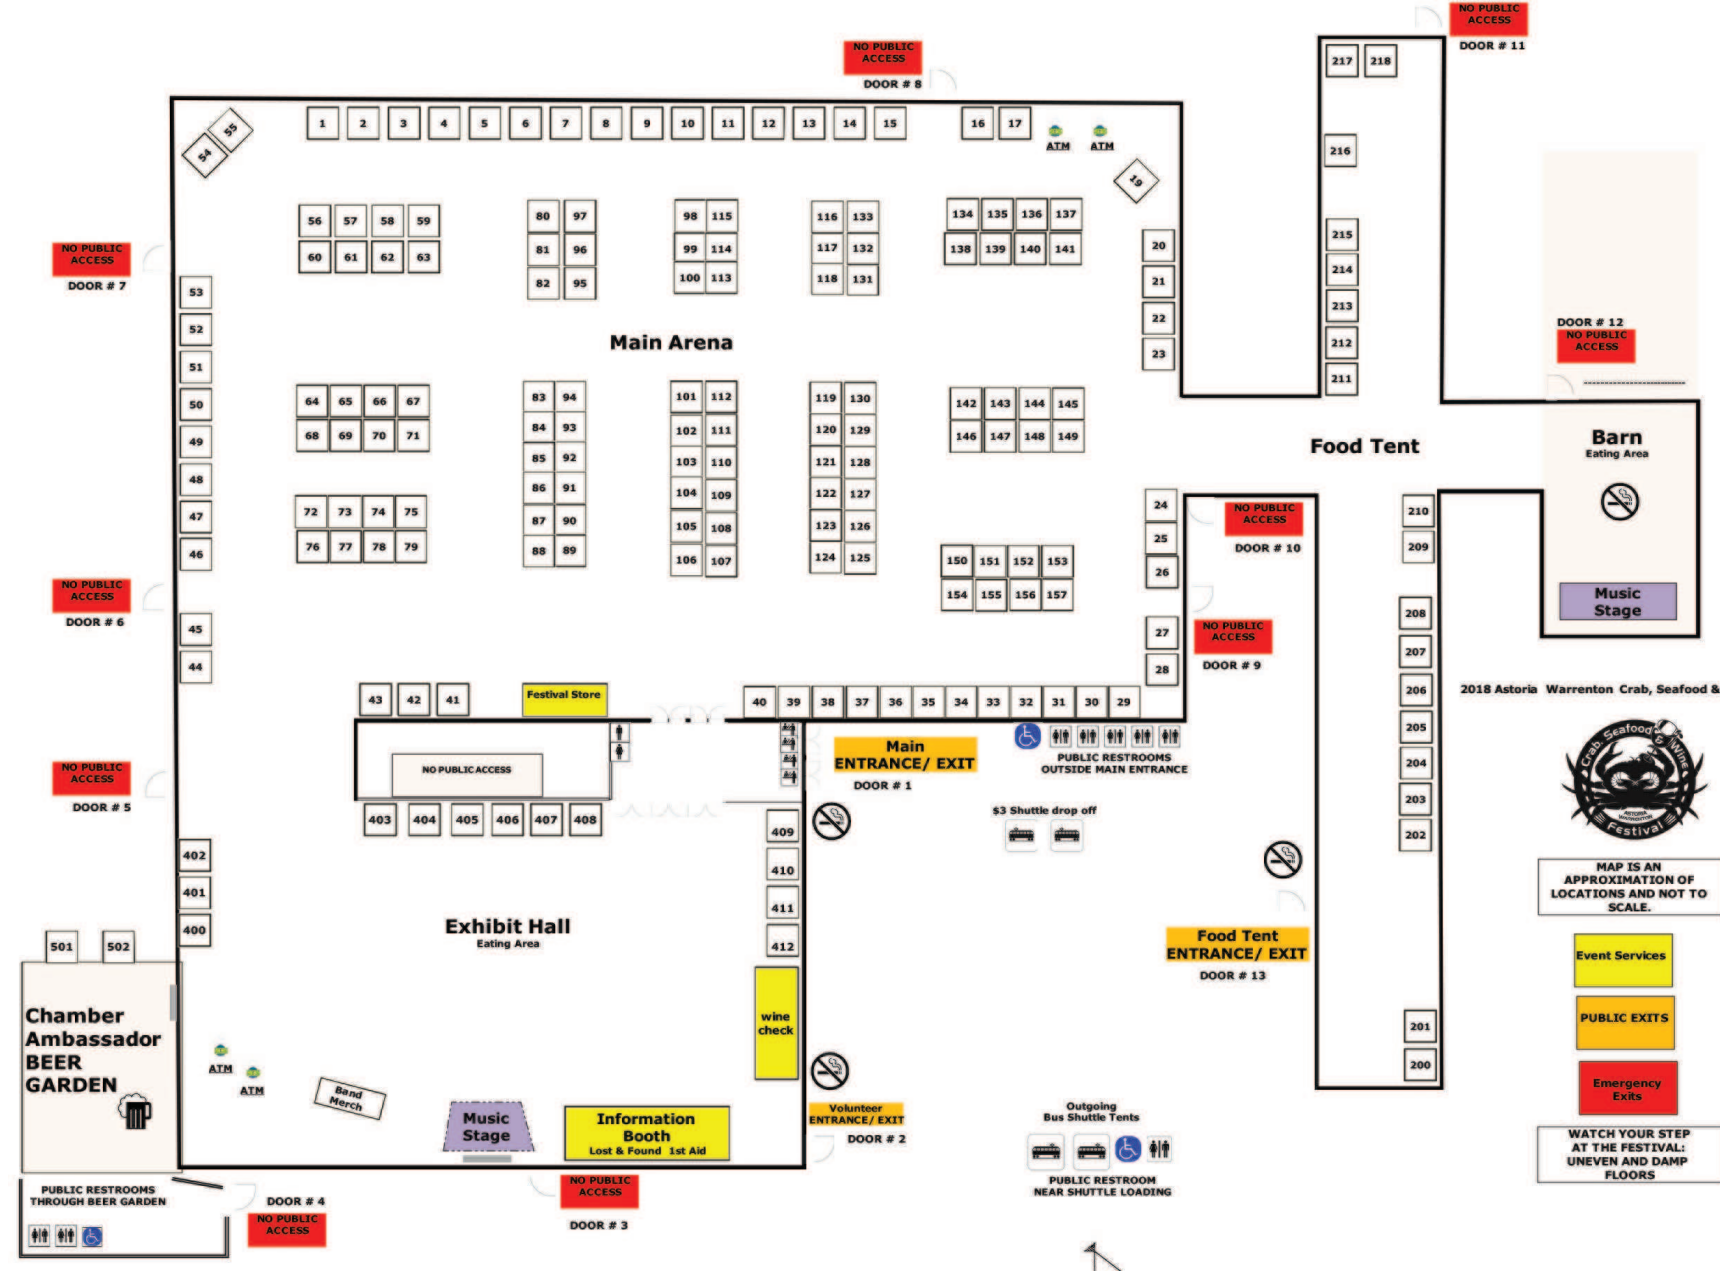 NO PUBLIC
ACCESS
DOOR # 11
NO PUBLIC
ACCESS
DOOR # 8
217 218
55
54
1 2 3 4 5 6 7 8 9 10 11 12 13 14 15 16 17
ATM ATM
216
19
56 57 58 59
60 61 62 63
80 97
81 96
82 95
98 115
99 114
100 113
116 133
117 132
118 131
134 135 136 137
138 139 140 141
20
21
22
23
215
214
213
212
211
NO PUBLIC
ACCESS
DOOR # 7
DOOR # 12
NO PUBLIC
ACCESS
53
52
51
50
49
48
47
46
45
44
Main Arena
64 65 66 67
68 69 70 71
72 73 74 75
76 77 78 79
83 94
84 93
85 92
86 91
87 90
88 89
101 112
102 111
103 110
104 109
105 108
106 107
119 130
120 129
121 128
122 127
123 126
124 125
142 143 144 145
146 147 148 149
150 151 152 153
154 155 156 157
Food Tent
Barn
Eating Area
24
25
26
27
28
NO PUBLIC
ACCESS
DOOR # 10
210
209
208
207
206
205
204
203
202
201
200
Music
Stage
NO PUBLIC
ACCESS
DOOR # 6
NO PUBLIC
ACCESS
DOOR # 9
43 42 41
Festival Store
40 39 38 37 36 35 34 33 32 31 30 29
2018 Astoria Warrenton Crab, Seafood &
Crab, Seafood & Wine
ASTORIA
WARRENTON
Festival
NO PUBLIC ACCESS
Main
ENTRANCE/ EXIT
DOOR # 1
PUBLIC RESTROOMS
OUTSIDE MAIN ENTRANCE
NO PUBLIC
ACCESS
DOOR # 5
$3 Shuttle drop off
403 404 405 406 407 408
409
410
411
412
402
401
400
Exhibit Hall
Eating Area
MAP IS AN
APPROXIMATION OF
LOCATIONS AND NOT TO
SCALE.
501 502
Food Tent
ENTRANCE/ EXIT
DOOR # 13
Event Services
PUBLIC EXITS
Emergency
Exits
WATCH YOUR STEP
AT THE FESTIVAL:
UNEVEN AND DAMP
FLOORS
Chamber
Ambassador
BEER
GARDEN
wine
check
ATM
ATM
Band
Merch
Music
Stage
Information
Booth
Lost & Found 1st Aid
Volunteer
ENTRANCE/ EXIT
DOOR # 2
Outgoing
Bus Shuttle Tents
PUBLIC RESTROOM
NEAR SHUTTLE LOADING
PUBLIC RESTROOMS
THROUGH BEER GARDEN
DOOR # 4
NO PUBLIC
ACCESS
NO PUBLIC
ACCESS
DOOR # 3